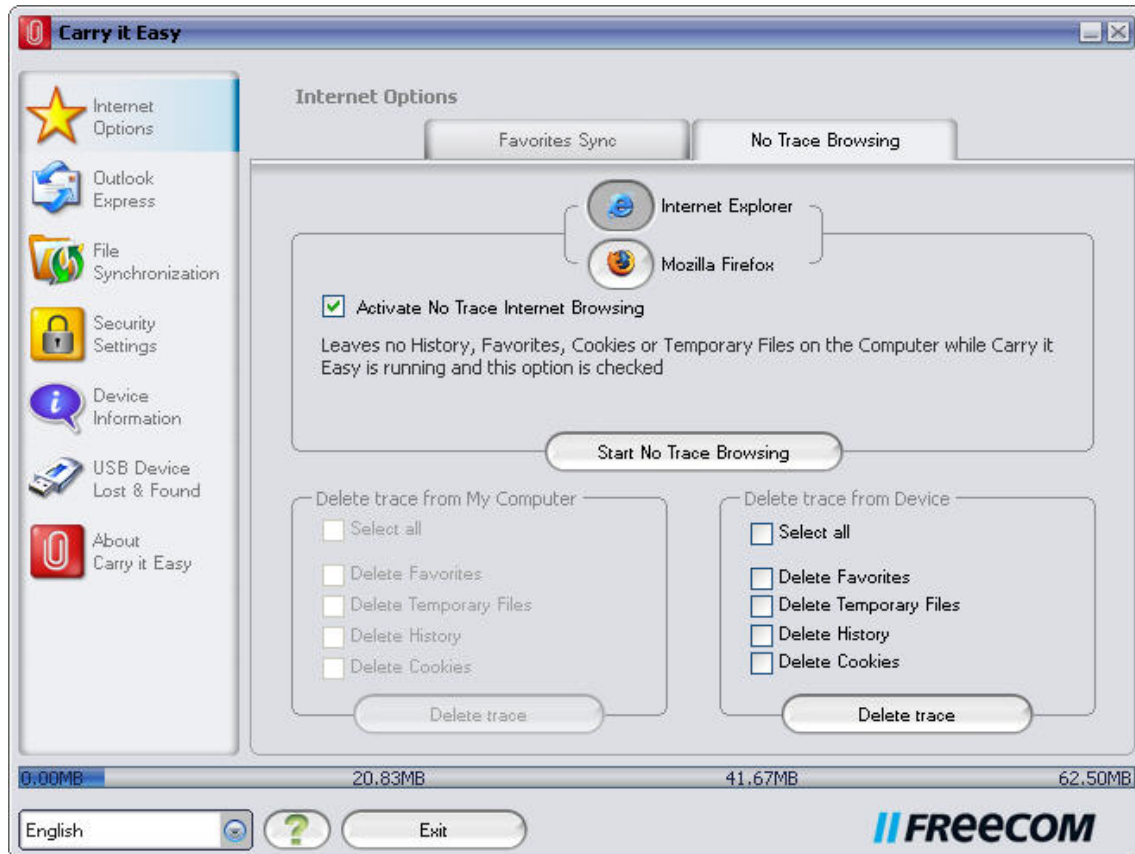 Carry it Easy
Internet
Options
Outlook
Express
File
Synchronization
Security
Settings
Device
Information
USB Device
Lost & Found
About
Carry it Easy
Internet Options
Favorites Sync
No Trace Browsing
Internet Explorer
Mozilla Firefox
Activate No Trace Internet Browsing
Leaves no History, Favorites, Cookies or Temporary Files on the Computer while Carry it
Easy is running and this option is checked
Start No Trace Browsing
Delete trace from My Computer
Select all
Delete Favorites
Delete Temporary Files
Delete History
Delete Cookies
Delete trace
Delete trace from Device
Select all
Delete Favorites
Delete Temporary Files
Delete History
Delete Cookies
Delete trace
0.00MB 20.83MB 41.67MB 62.50MB
English
?
Exit
FREECOM